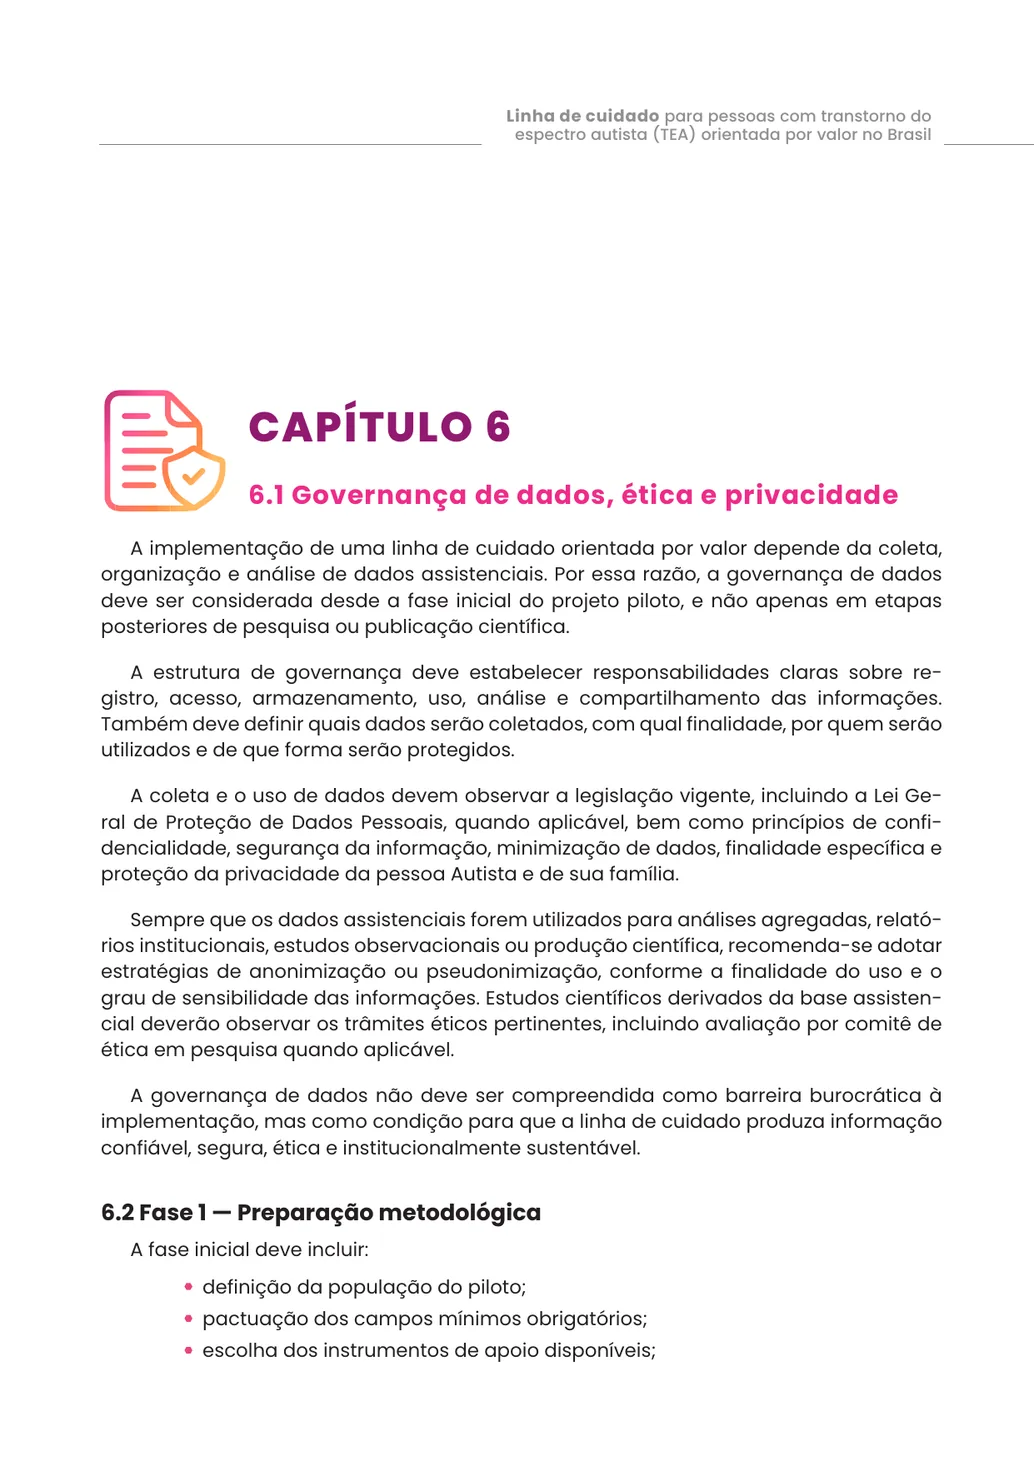 Linha de cuidado para pessoas com transtorno do
espectro autista (TEA) orientada por valor no Brasil
CAPÍTULO 6
6.1 Governança de dados, ética e privacidade
A implementação de uma linha de cuidado orientada por valor depende da coleta,
organização e análise de dados assistenciais. Por essa razão, a governança de dados
deve ser considerada desde a fase inicial do projeto piloto, e não apenas em etapas
posteriores de pesquisa ou publicação científica.
A estrutura de governança deve estabelecer responsabilidades claras sobre re-
gistro, acesso, armazenamento, uso, análise e compartilhamento das informações.
Também deve definir quais dados serão coletados, com qual finalidade, por quem serão
utilizados e de que forma serão protegidos.
A coleta e o uso de dados devem observar a legislação vigente, incluindo a Lei Ge-
ral de Proteção de Dados Pessoais, quando aplicável, bem como princípios de confi-
dencialidade, segurança da informação, minimização de dados, finalidade específica e
proteção da privacidade da pessoa Autista e de sua família.
Sempre que os dados assistenciais forem utilizados para análises agregadas, relató-
rios institucionais, estudos observacionais ou produção científica, recomenda-se adotar
estratégias de anonimização ou pseudonimização, conforme a finalidade do uso e o
grau de sensibilidade das informações. Estudos científicos derivados da base assisten-
cial deverão observar os trâmites éticos pertinentes, incluindo avaliação por comitê de
ética em pesquisa quando aplicável.
A governança de dados não deve ser compreendida como barreira burocrática à
implementação, mas como condição para que a linha de cuidado produza informação
confiável, segura, ética e institucionalmente sustentável.
6.2 Fase 1 — Preparação metodológica
A fase inicial deve incluir:
• definição da população do piloto;
• pactuação dos campos mínimos obrigatórios;
• escolha dos instrumentos de apoio disponíveis;